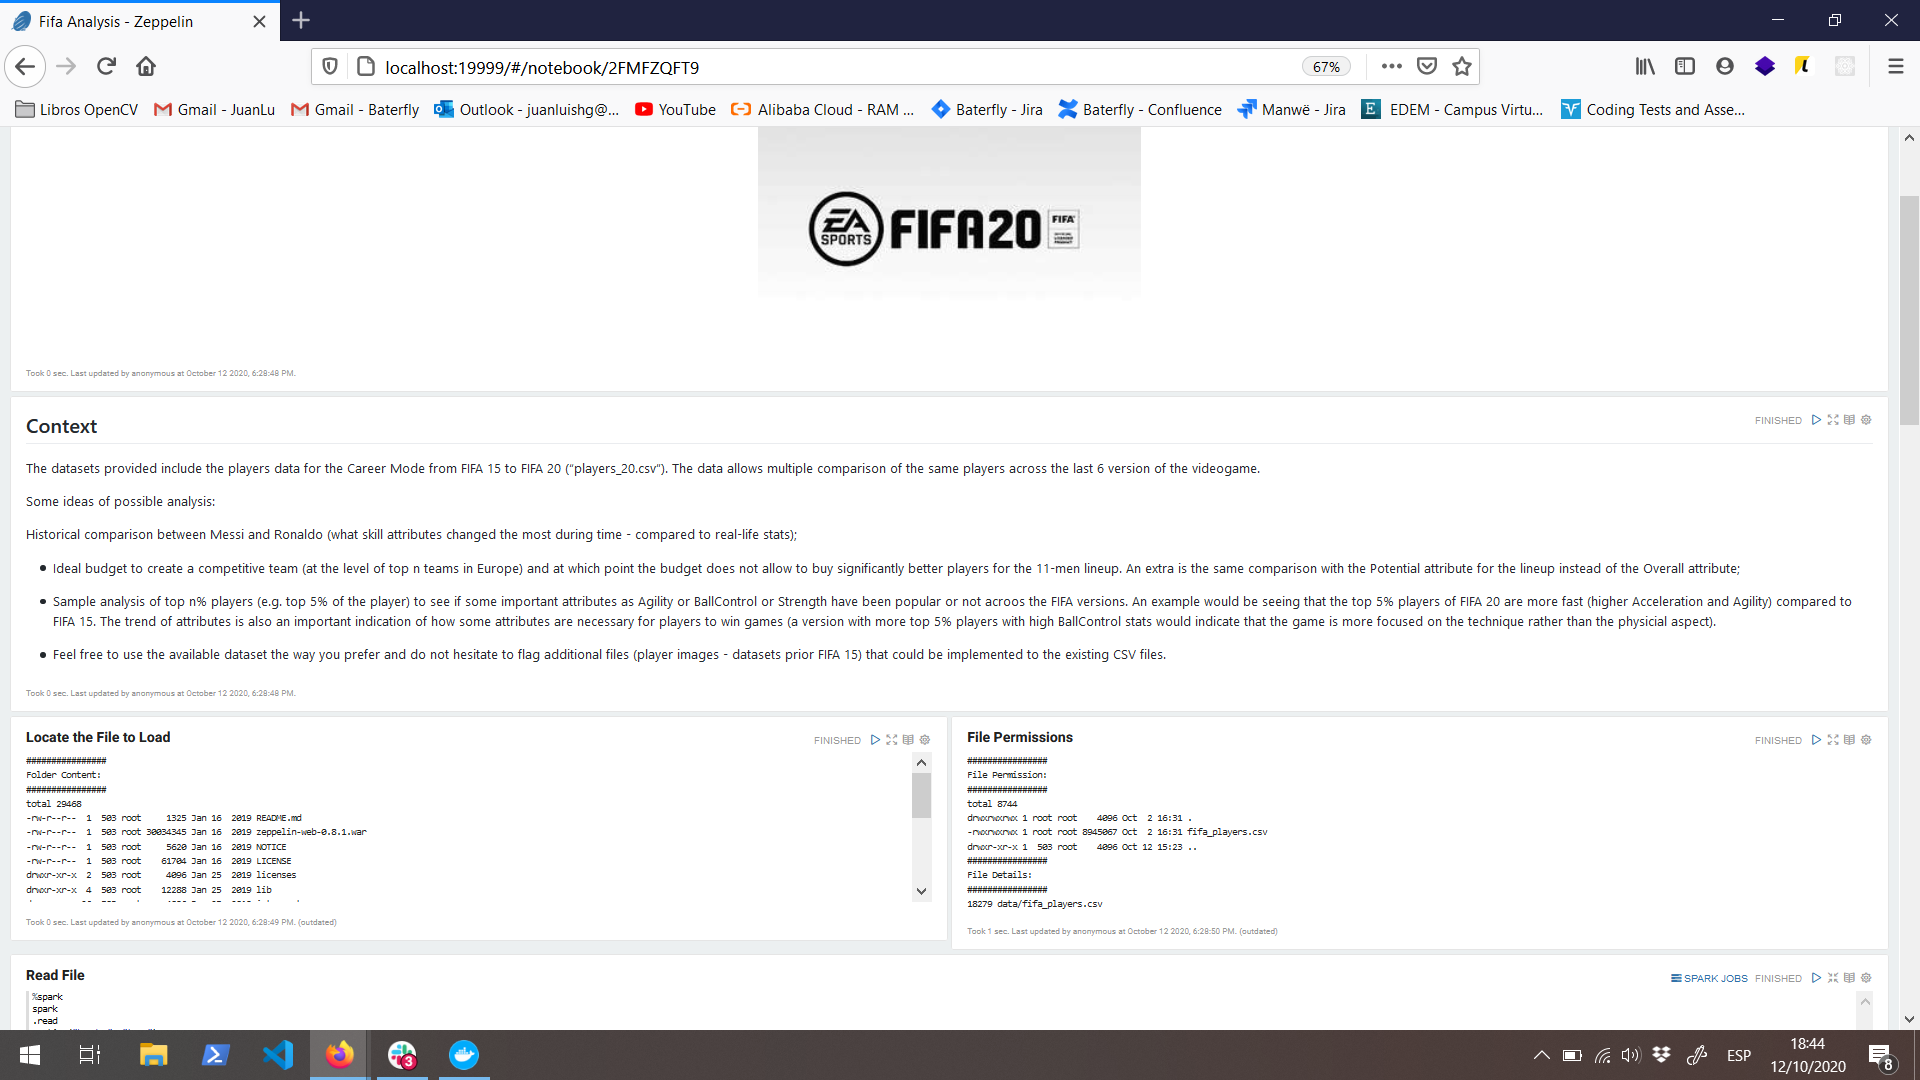 Fifa Analysis - Zeppelin
localhost:19999/#/notebook/2FMFZQFT9
67%
Libros OpenCV
Gmail - JuanLu
Gmail - Baterfly
Outlook - juanluishg@...
YouTube
Alibaba Cloud - RAM ...
Baterfly - Jira
Baterfly - Confluence
Manwë - Jira
EDEM - Campus Virtu...
Coding Tests and Asse...
EA SPORTS FIFA20
FIFA
Took 0 sec. Last updated by anonymous at October 12 2020, 6:28:48 PM.
Context
FINISHED
The datasets provided include the players data for the Career Mode from FIFA 15 to FIFA 20 ("players_20.csv"). The data allows multiple comparison of the same players across the last 6 version of the videogame.
Some ideas of possible analysis:
Historical comparison between Messi and Ronaldo (what skill attributes changed the most during time - compared to real-life stats);
Ideal budget to create a competitive team (at the level of top n teams in Europe) and at which point the budget does not allow to buy significantly better players for the 11-men lineup. An extra is the same comparison with the Potential attribute for the lineup instead of the Overall attribute;
Sample analysis of top n% players (e.g. top 5% of the player) to see if some important attributes as Agility or BallControl or Strength have been popular or not acroos the FIFA versions. An example would be seeing that the top 5% players of FIFA 20 are more fast (higher Acceleration and Agility) compared to
FIFA 15. The trend of attributes is also an important indication of how some attributes are necessary for players to win games (a version with more top 5% players with high BallControl stats would indicate that the game is more focused on the technique rather than the physicial aspect).
Feel free to use the available dataset the way you prefer and do not hesitate to flag additional files (player images - datasets prior FIFA 15) that could be implemented to the existing CSV files.
Took 0 sec. Last updated by anonymous at October 12 2020, 6:28:48 PM.
Locate the File to Load
FINISHED
################
Folder Content:
################
total 29468
-rw-r--r-- 1 503 root 1325 Jan 16 2019 README.md
-rw-r--r-- 1 503 root 30034345 Jan 16 2019 zeppelin-web-0.8.1.war
-rw-r--r-- 1 503 root 5620 Jan 16 2019 NOTICE
-rw-r--r-- 1 503 root 61704 Jan 16 2019 LICENSE
drwxr-xr-x 2 503 root 4096 Jan 25 2019 licenses
drwxr-xr-x 4 503 root 12288 Jan 25 2019 lib
Took 0 sec. Last updated by anonymous at October 12 2020, 6:28:49 PM. (outdated)
File Permissions
FINISHED
################
File Permission:
################
total 8744
drwxrwxrwx 1 root root 4096 Oct 2 16:31 .
-rwxrwxrwx 1 root root 8945067 Oct 2 16:31 fifa_players.csv
drwxr-xr-x 1 503 root 4096 Oct 12 15:23 ..
################
File Details:
################
18279 data/fifa_players.csv
Took 1 sec. Last updated by anonymous at October 12 2020, 6:28:50 PM. (outdated)
Read File
SPARK JOBS FINISHED
%spark
spark
.read
3
ESP
18:44
12/10/2020
8